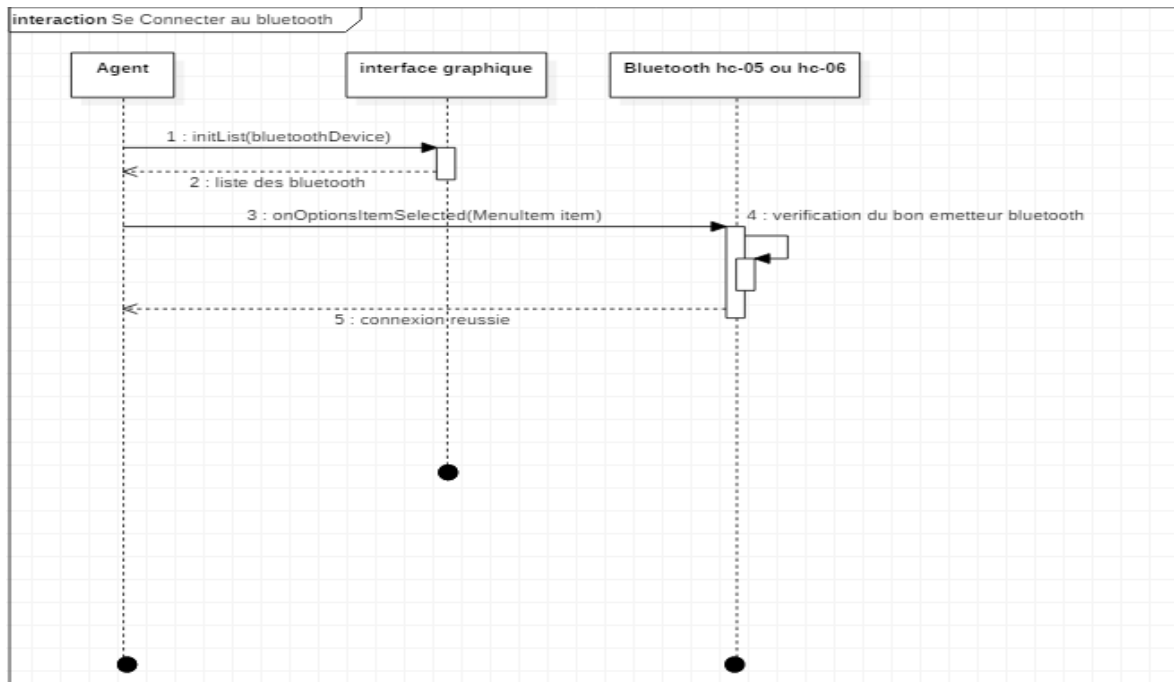 interaction Se Connecter au bluetooth
Agent
interface graphique
Bluetooth hc-05 ou hc-06
1 : initList(bluetoothDevice)
2 : liste des bluetooth
3 : onOptionsItemSelected(MenuItem item)
4 : verification du bon emetteur bluetooth
5 : connexion reussie